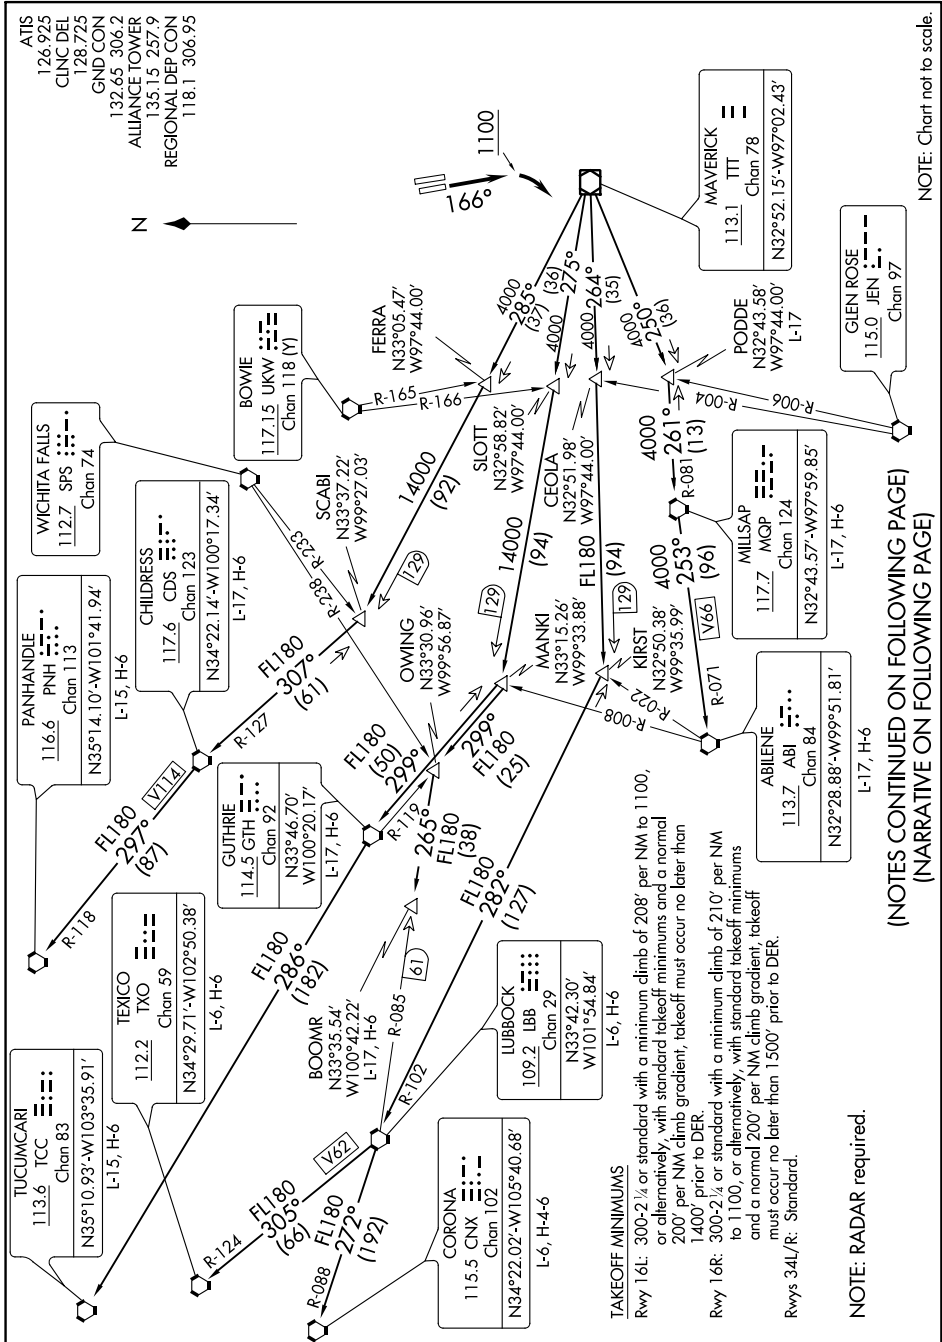 ATIS
126.925
CLNC DEL
128.725
GND CON
132.65 306.2
ALLIANCE TOWER
135.15 257.9
REGIONAL DEP CON
118.1 306.95
N
1100
166°
MAVERICK
113.1 TTT
Chan 78
N32°52.15'-W97°02.43'
NOTE: Chart not to scale.
GLEN ROSE
115.0 JEN
Chan 97
BOWIE
117.15 UKW
Chan 118 (Y)
FERRA
N33°05.47'
W97°44.00'
4000
285°
(37)
4000
275°
(36)
4000
264°
(35)
4000
250°
(36)
PODDE
N32°43.58'
W97°44.00'
L-17
R-165
R-166
R-004
R-006
SLOTT
N32°58.82'
W97°44.00'
CEOLA
N32°51.98'
W97°44.00'
4000
261°
(13)
R-081
MILLSAP
117.7 MQP
Chan 124
N32°43.57'-W97°59.85'
L-17, H-6
WICHITA FALLS
112.7 SPS
Chan 74
R-233
R-238
SCABI
N33°37.22'
W99°27.03'
14000
(92)
129
14000
(94)
129
FL180
(94)
129
4000
253°
(96)
V66
R-071
CHILDRESS
117.6 CDS
Chan 123
N34°22.14'-W100°17.34'
L-17, H-6
PANHANDLE
116.6 PNH
Chan 113
N35°14.10'-W101°41.94'
L-15, H-6
FL180
307°
(61)
R-127
OWING
N33°30.96'
W99°56.87'
MANKI
N33°15.26'
W99°33.88'
KIRST
N32°50.38'
W99°35.99'
R-022
R-008
ABILENE
113.7 ABI
Chan 84
N32°28.88'-W99°51.81'
L-17, H-6
FL180
(50)
299°
299°
FL180
(25)
R-119
GUTHRIE
114.5 GTH
Chan 92
N33°46.70'
W100°20.17'
L-17, H-6
V114
FL180
297°
(87)
R-118
265°
FL180
(38)
FL180
282°
(127)
FL180
286°
(182)
BOOMR
N33°35.54'
W100°42.22'
L-17, H-6
R-085
61
R-102
LUBBOCK
109.2 LBB
Chan 29
N33°42.30'
W101°54.84'
L-6, H-6
TEXICO
112.2 TXO
Chan 59
N34°29.71'-W102°50.38'
L-6, H-6
TUCUMCARI
113.6 TCC
Chan 83
N35°10.93'-W103°35.91'
L-15, H-6
V62
FL180
305°
(66)
R-124
FL180
272°
(192)
R-088
CORONA
115.5 CNX
Chan 102
N34°22.02'-W105°40.68'
L-6, H-4-6
TAKEOFF MINIMUMS
Rwy 16L: 300-2 ¼ or standard with a minimum climb of 208' per NM to 1100,
or alternatively, with standard takeoff minimums and a normal
200' per NM climb gradient, takeoff must occur no later than
1400' prior to DER.
Rwy 16R: 300-2 ¼ or standard with a minimum climb of 210' per NM
to 1100, or alternatively, with standard takeoff minimums
and a normal 200' per NM climb gradient, takeoff
must occur no later than 1500' prior to DER.
Rwys 34L/R: Standard.
NOTE: RADAR required.
(NOTES CONTINUED ON FOLLOWING PAGE)
(NARRATIVE ON FOLLOWING PAGE)